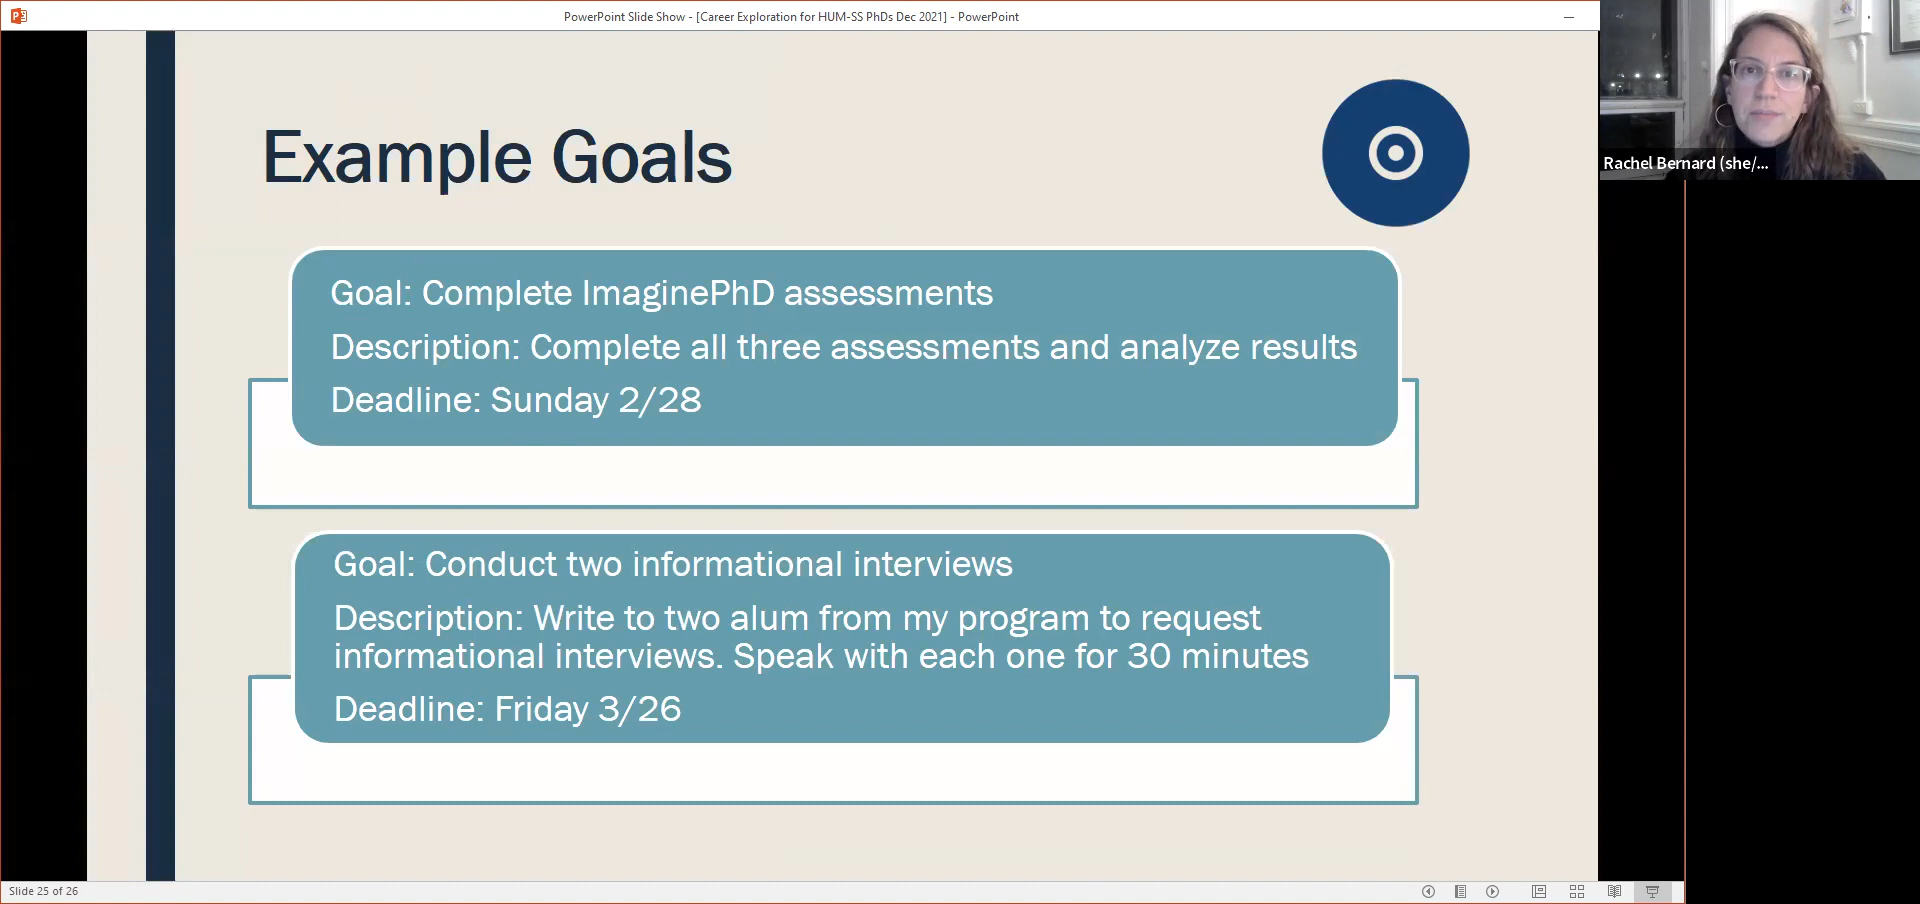 PowerPoint Slide Show - [Career Exploration for HUM-SS PhDs Dec 2021] - PowerPoint
Rachel Bernard (she/...
Example Goals
Goal: Complete ImaginePhD assessments
Description: Complete all three assessments and analyze results
Deadline: Sunday 2/28
Goal: Conduct two informational interviews
Description: Write to two alum from my program to request
informational interviews. Speak with each one for 30 minutes
Deadline: Friday 3/26
Slide 25 of 26